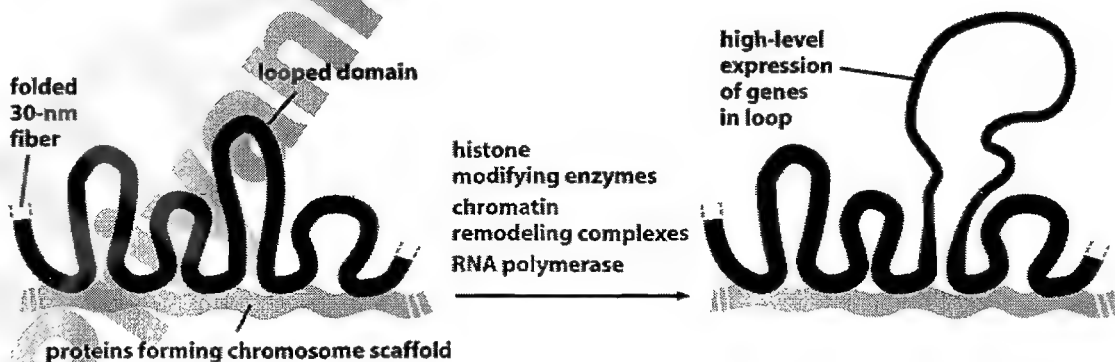 folded
30-nm
fiber
looped domain
histone
modifying enzymes
chromatin
remodeling complexes
RNA polymerase
high-level
expression
of genes
in loop
proteins forming chromosome scaffold